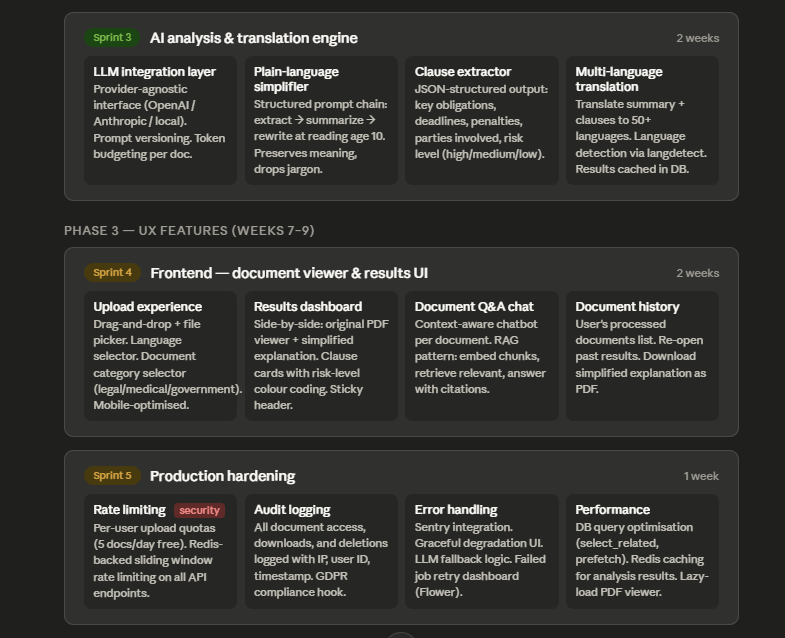 Sprint 3 AI analysis & translation engine 2 weeks
LLM integration layer
Provider-agnostic
interface (OpenAI /
Anthropic / local).
Prompt versioning. Token
budgeting per doc.
Plain-language
simplifier
Structured prompt chain:
extract → summarize →
rewrite at reading age 10.
Preserves meaning,
drops jargon.
Clause extractor
JSON-structured output:
key obligations,
deadlines, penalties,
parties involved, risk
level (high/medium/low).
Multi-language
translation
Translate summary +
clauses to 50+
languages. Language
detection via langdetect.
Results cached in DB.
PHASE 3 — UX FEATURES (WEEKS 7–9)
Sprint 4 Frontend — document viewer & results UI 2 weeks
Upload experience
Drag-and-drop + file
picker. Language
selector. Document
category selector
(legal/medical/government).
Mobile-optimised.
Results dashboard
Side-by-side: original PDF
viewer + simplified
explanation. Clause
cards with risk-level
colour coding. Sticky
header.
Document Q&A chat
Context-aware chatbot
per document. RAG
pattern: embed chunks,
retrieve relevant, answer
with citations.
Document history
User's processed
documents list. Re-open
past results. Download
simplified explanation as
PDF.
Sprint 5 Production hardening 1 week
Rate limiting security
Per-user upload quotas
(5 docs/day free). Redis-
backed sliding window
rate limiting on all API
endpoints.
Audit logging
All document access,
downloads, and deletions
logged with IP, user ID,
timestamp. GDPR
compliance hook.
Error handling
Sentry integration.
Graceful degradation UI.
LLM fallback logic. Failed
job retry dashboard
(Flower).
Performance
DB query optimisation
(select_related,
prefetch). Redis caching
for analysis results. Lazy-
load PDF viewer.